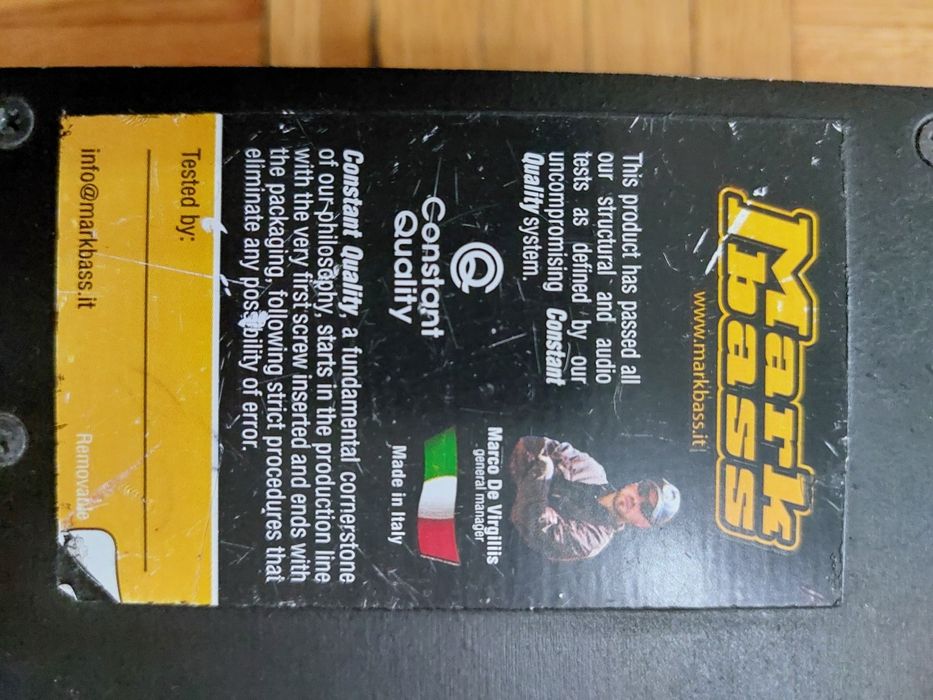 Mark
bass
www.markbass.it
This product has passed all
our structural and audio
tests as defined by our
uncompromising Constant
Quality system.
Q
Constant
Quality
Marco De Virgiliis
general manager
Made in Italy
Constant Quality, a fundamental cornerstone
of our philosophy, starts in the production line
with the very first screw inserted and ends with
the packaging, following strict procedures that
eliminate any possibility of error.
Tested by:
info@markbass.it
Removable